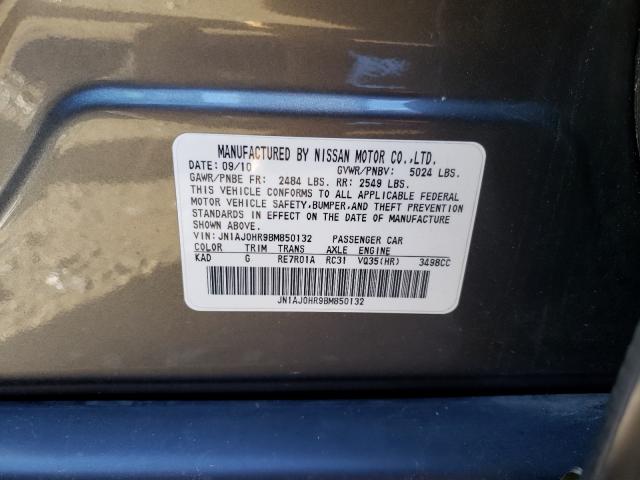 MANUFACTURED BY NISSAN MOTOR CO.,LTD.
DATE: 09/10 GVWR/PNBV: 5024 LBS.
GAWR/PNBE FR: 2484 LBS. RR: 2549 LBS.
THIS VEHICLE CONFORMS TO ALL APPLICABLE FEDERAL
MOTOR VEHICLE SAFETY,BUMPER,AND THEFT PREVENTION
STANDARDS IN EFFECT ON THE DATE OF MANUFACTURE
SHOWN ABOVE.
VIN: JN1AJ0HR9BM850132 PASSENGER CAR
COLOR TRIM TRANS AXLE ENGINE
KAD G RE7R01A RC31 VQ35(HR) 3498CC
JN1AJ0HR9BM850132